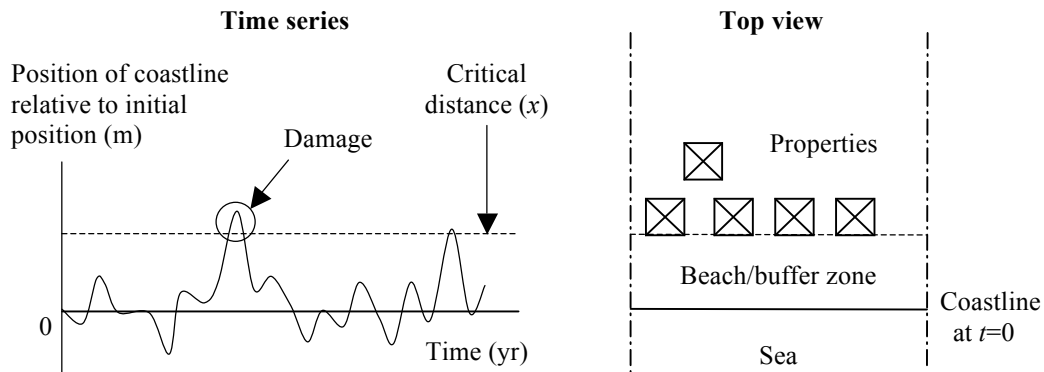 Time series
Position of coastline
relative to initial
position (m)
Critical
distance (x)
Damage
0
Time (yr)
Top view
Properties
Beach/buffer zone
Coastline
at t=0
Sea